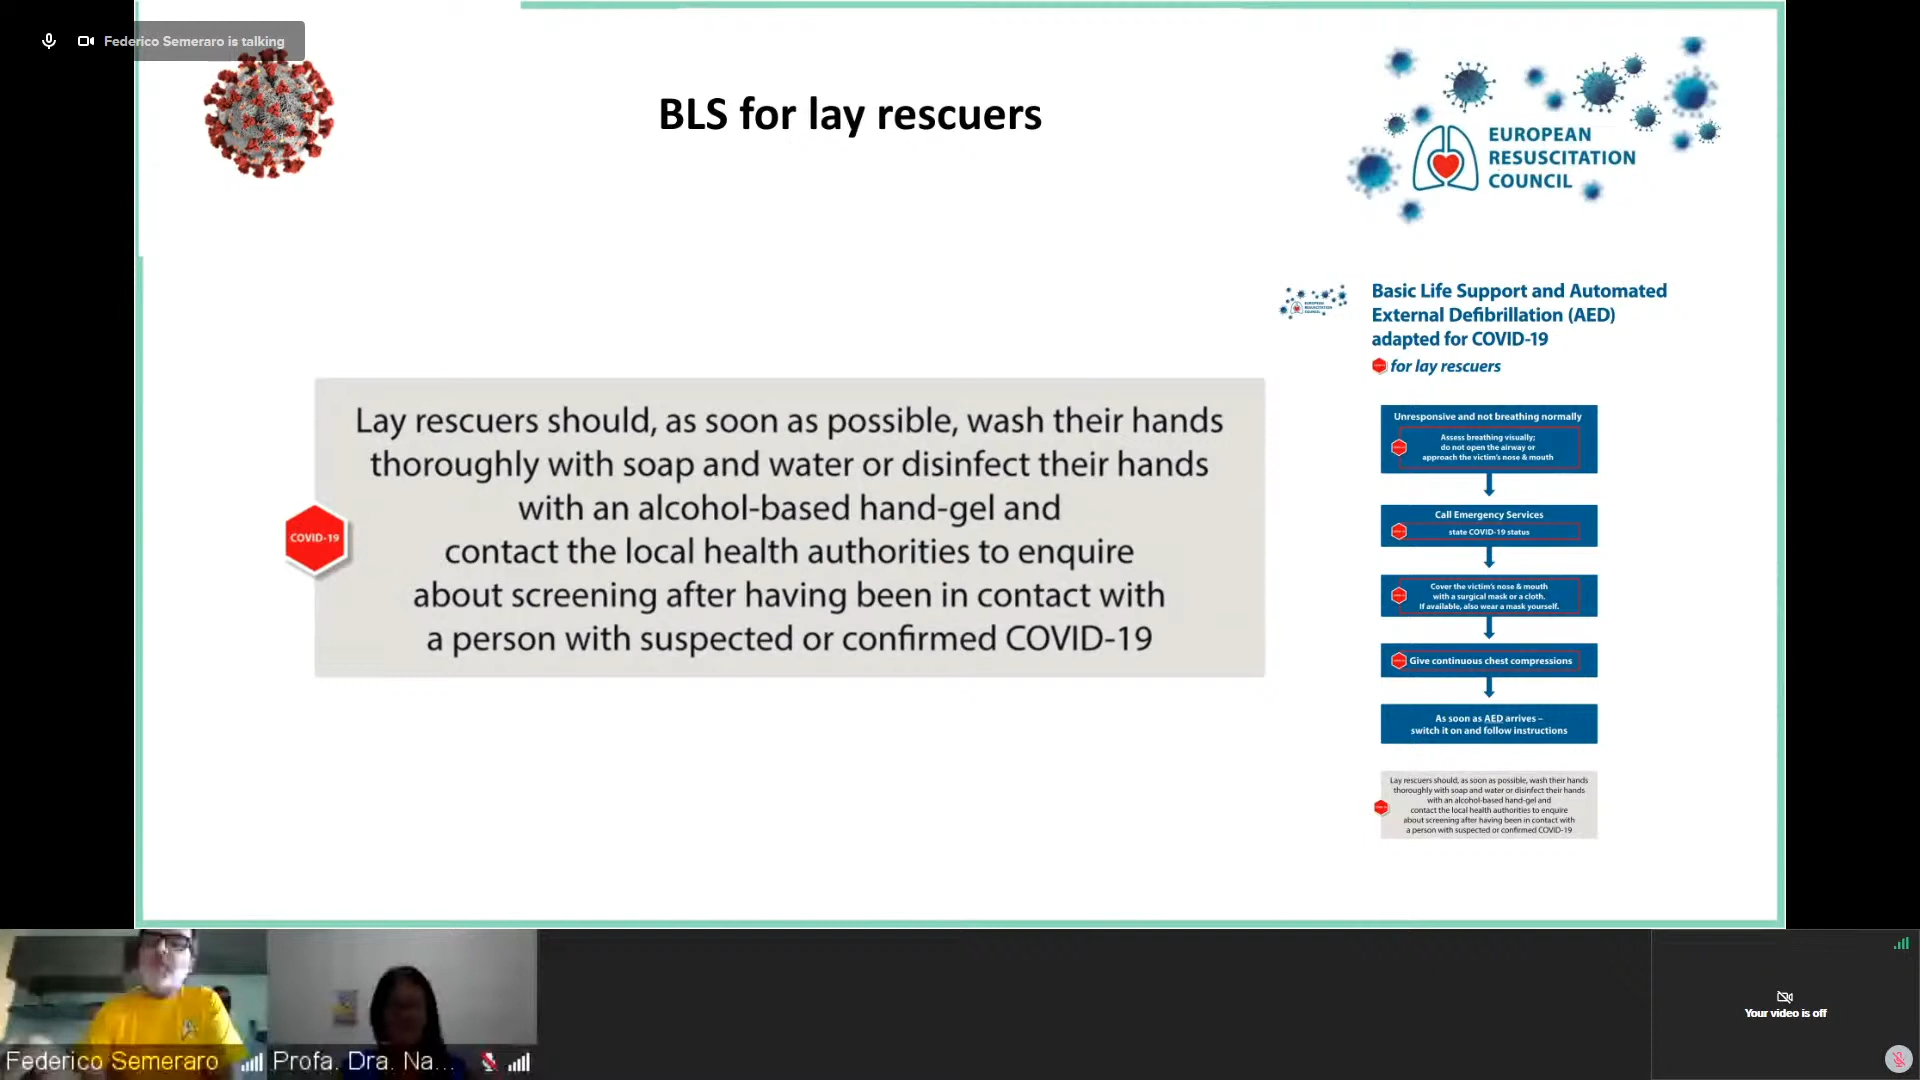 Federico Semeraro is talking
BLS for lay rescuers
EUROPEAN
RESUSCITATION
COUNCIL
Lay rescuers should, as soon as possible, wash their hands
thoroughly with soap and water or disinfect their hands
with an alcohol-based hand-gel and
contact the local health authorities to enquire
about screening after having been in contact with
a person with suspected or confirmed COVID-19
COVID-19
Basic Life Support and Automated
External Defibrillation (AED)
adapted for COVID-19
for lay rescuers
Unresponsive and not breathing normally
Assess breathing visually;
do not open the airway or
approach the victim's nose & mouth
Call Emergency Services
state COVID-19 status
Cover the victim's nose & mouth
with a surgical mask or a cloth.
If available, also wear a mask yourself.
Give continuous chest compressions
As soon as AED arrives –
switch it on and follow instructions
Lay rescuers should, as soon as possible, wash their hands
thoroughly with soap and water or disinfect their hands
with an alcohol-based hand-gel and
contact the local health authorities to enquire
about screening after having been in contact with
a person with suspected or confirmed COVID-19
Federico Semeraro
Profa. Dra. Na...
Your video is off